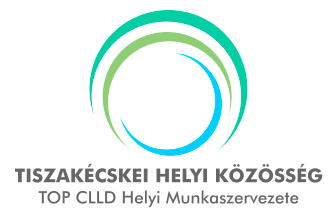 TISZAKÉCSKEI HELYI KÖZÖSSÉG
TOP CLLD Helyi Munkaszervezete